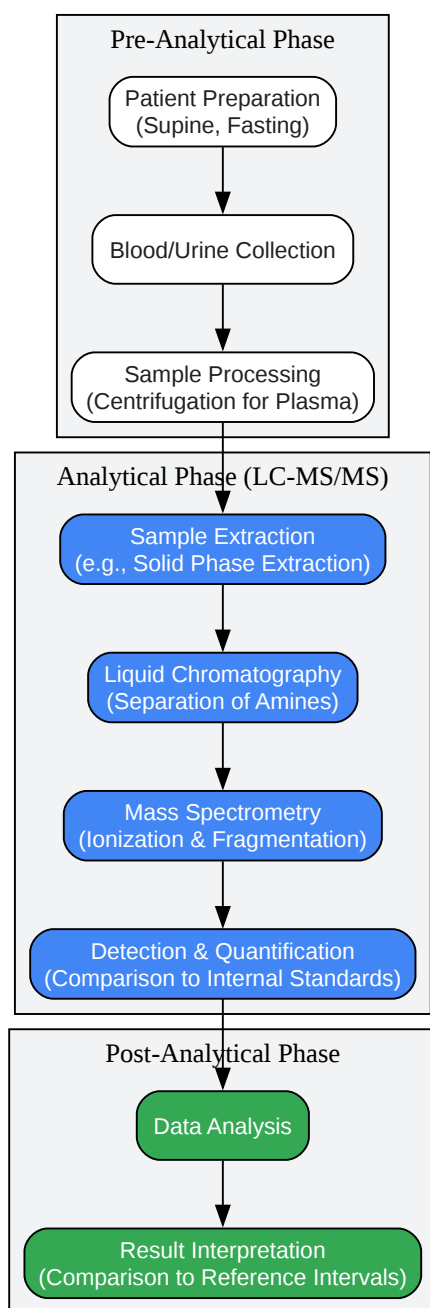 Pre-Analytical Phase
Patient Preparation
(Supine, Fasting)
Blood/Urine Collection
Sample Processing
(Centrifugation for Plasma)
Analytical Phase (LC-MS/MS)
Sample Extraction
(e.g., Solid Phase Extraction)
Liquid Chromatography
(Separation of Amines)
Mass Spectrometry
(Ionization & Fragmentation)
Detection & Quantification
(Comparison to Internal Standards)
Post-Analytical Phase
Data Analysis
Result Interpretation
(Comparison to Reference Intervals)